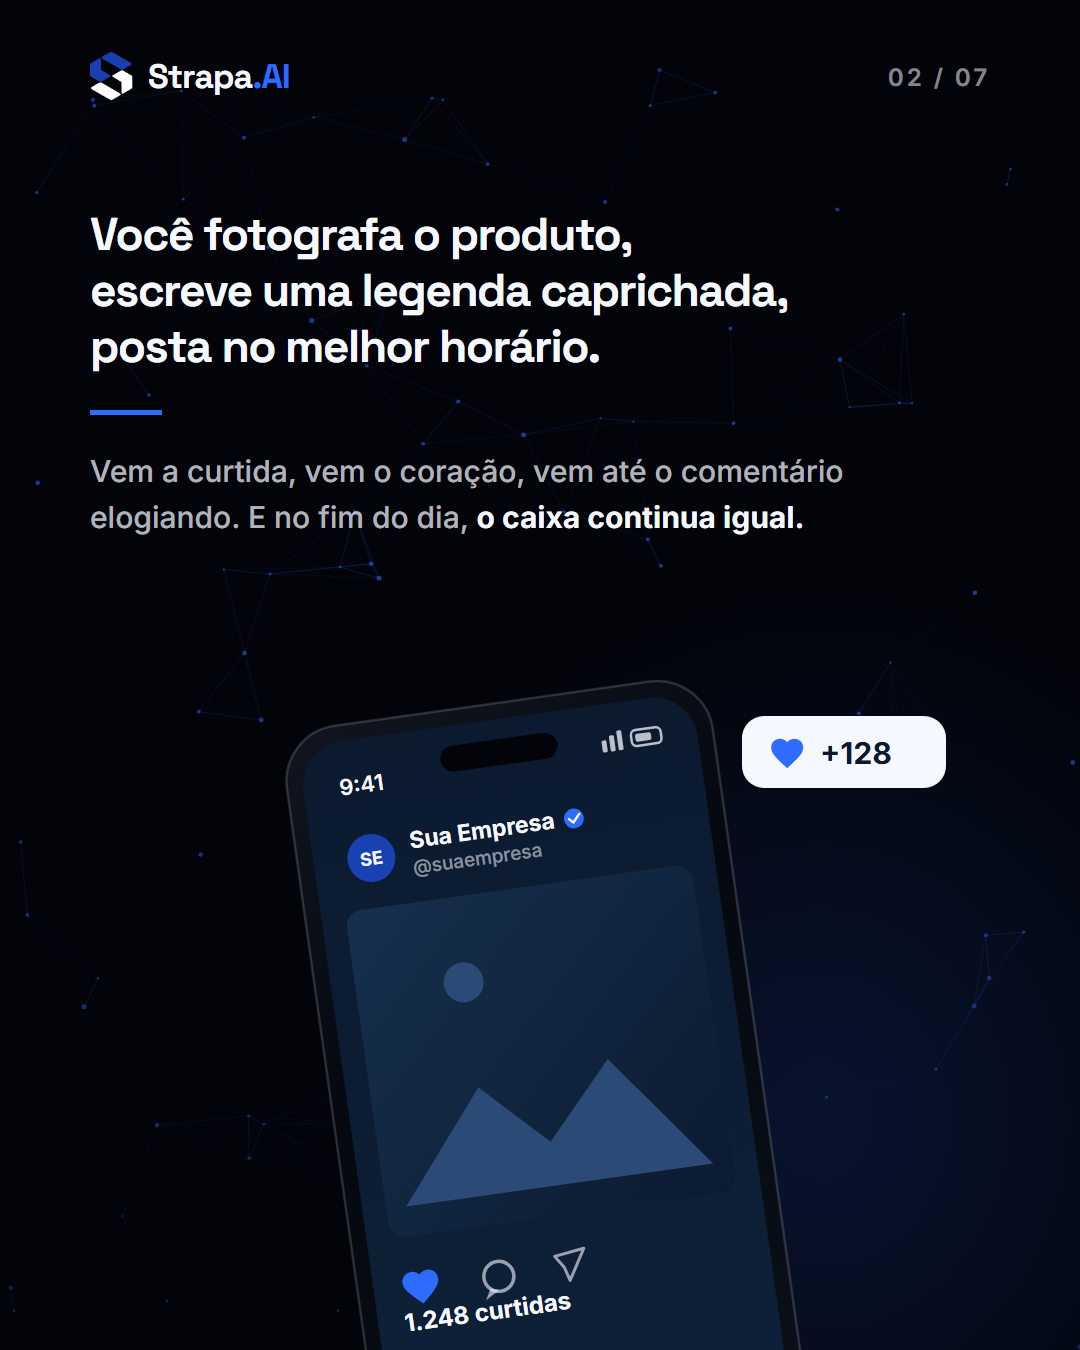 Strapa.AI
02 / 07
Você fotografa o produto,
escreve uma legenda caprichada,
posta no melhor horário.
Vem a curtida, vem o coração, vem até o comentário
elogiando. E no fim do dia, o caixa continua igual.
+128
9:41
Sua Empresa
SE
@suaempresa
1.248 curtidas